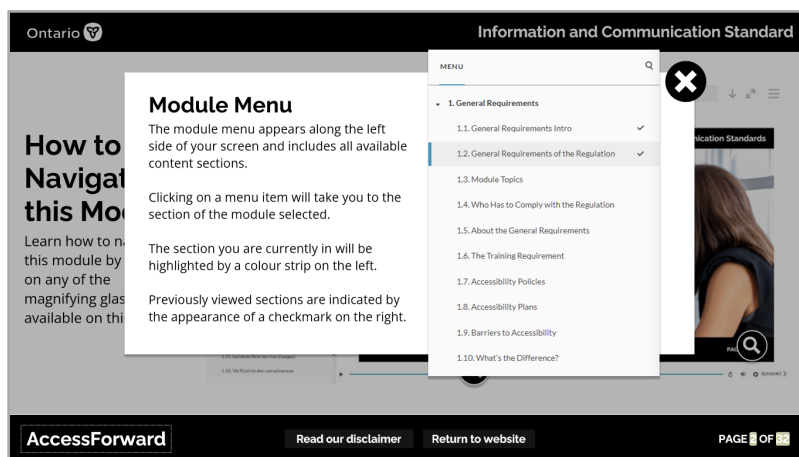 Ontario
Information and Communication Standard
Module Menu
The module menu appears along the left
side of your screen and includes all available
content sections.
Clicking on a menu item will take you to the
section of the module selected.
The section you are currently in will be
highlighted by a colour strip on the left.
Previously viewed sections are indicated by
the appearance of a checkmark on the right.
MENU
1. General Requirements
1.1. General Requirements Intro
1.2. General Requirements of the Regulation
1.3. Module Topics
1.4. Who Has to Comply with the Regulation
1.5. About the General Requirements
1.6. The Training Requirement
1.7. Accessibility Policies
1.8. Accessibility Plans
1.9. Barriers to Accessibility
1.10. What's the Difference?
How to
Navigat
this Mo
Learn how to na
this module by
on any of the
magnifying glas
available on thi
nication Standards
PAG
1.14. Vérification des connaissances
SUIVANT >
AccessForward
Read our disclaimer
Return to website
PAGE 2 OF 32